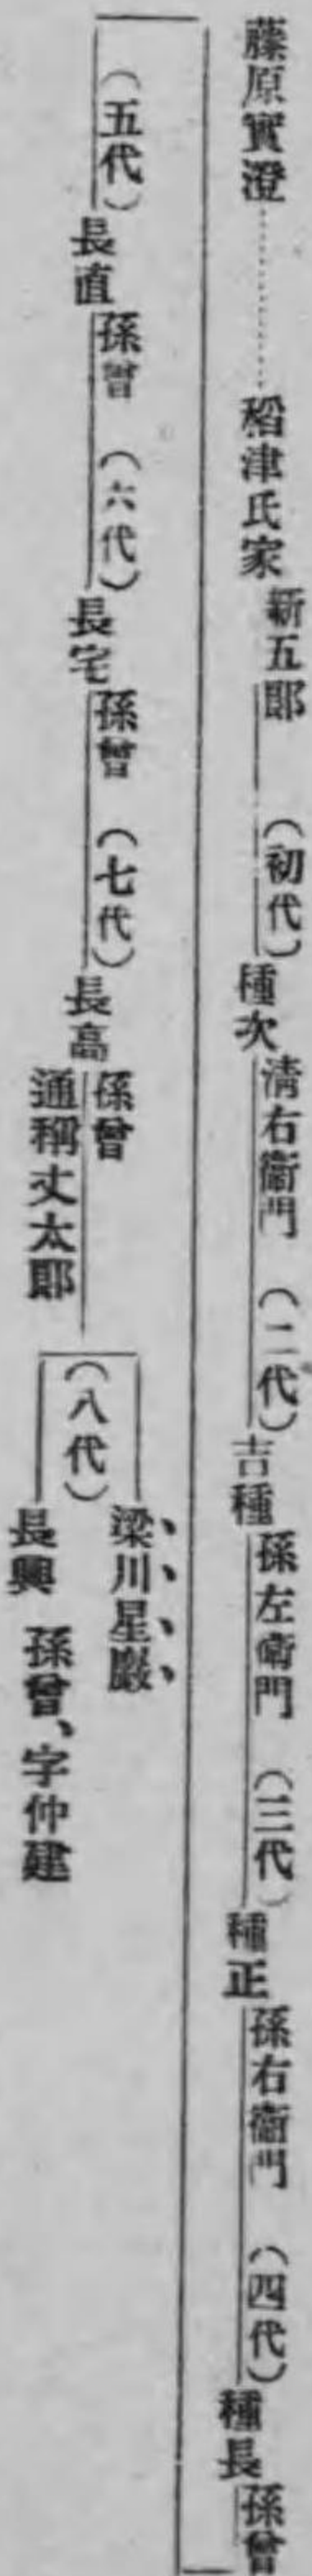 藤原實澄………稻津氏家 新五郎 (初代)種次 清右衞門 (二代)吉種 孫左衞門 (三代)種正 孫右衞門 (四代)種長 孫曾
(五代)長直 孫曾 (六代)長宅 孫曾 (七代)長高 孫曾 通稱丈太郎
梁川星巖
(八代)長興 孫曾、字仲建